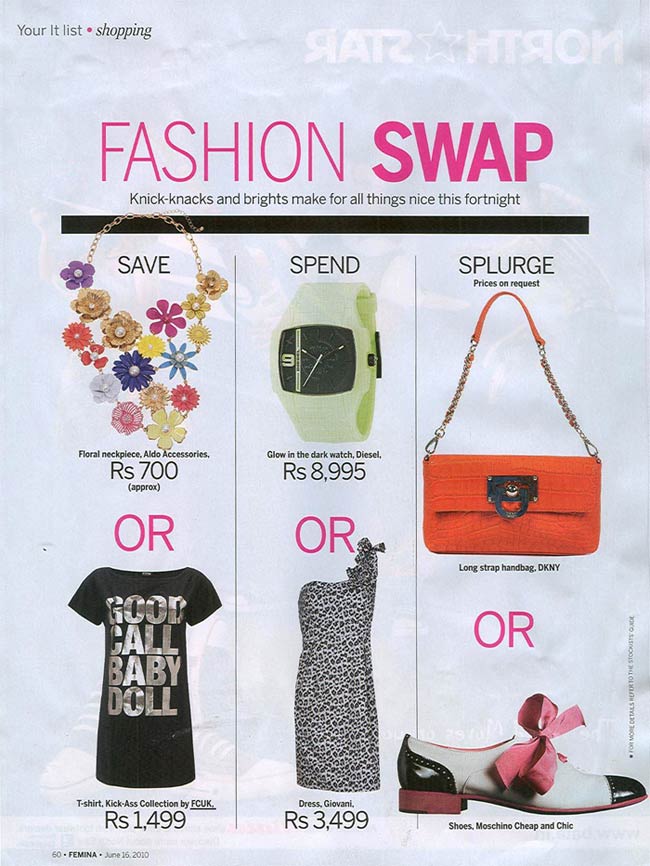 Your It list • shopping
NORTH STAR
FASHION SWAP
Knick-knacks and brights make for all things nice this fortnight
SAVE
Floral neckpiece, Aldo Accessories,
Rs 700
(approx)
OR
GOOD
CALL
BABY
DOLL
T-shirt, Kick-Ass Collection by FCUK,
Rs 1,499
SPEND
9
Glow in the dark watch, Diesel,
Rs 8,995
OR
Dress, Giovani,
Rs 3,499
SPLURGE
Prices on request
Long strap handbag, DKNY
OR
Shoes, Moschino Cheap and Chic
• FOR MORE DETAILS REFER TO THE STOCKISTS' GUIDE
60 • FEMINA • June 16, 2010